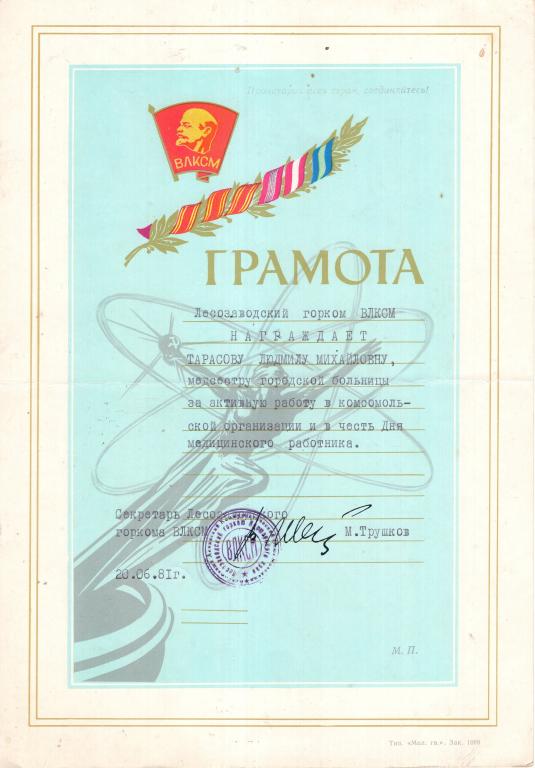 Пролетарии всех стран, соединяйтесь!
ВЛКСМ
ГРАМОТА
Лесозаводский горком ВЛКСМ
НАГРАЖДАЕТ
ТАРАСОВУ ЛЮДМИЛУ МИХАЙЛОВНУ,
медсестру городской больницы
за активную работу в комсомоль-
ской организации и в честь Дня
медицинского работника.
Секретарь Лесозаводского
горкома ВЛКСМ М.Трушков
ВЛКСМ
20.06.81г.
М. П.
Тип. «Мол. гв.». Зак.